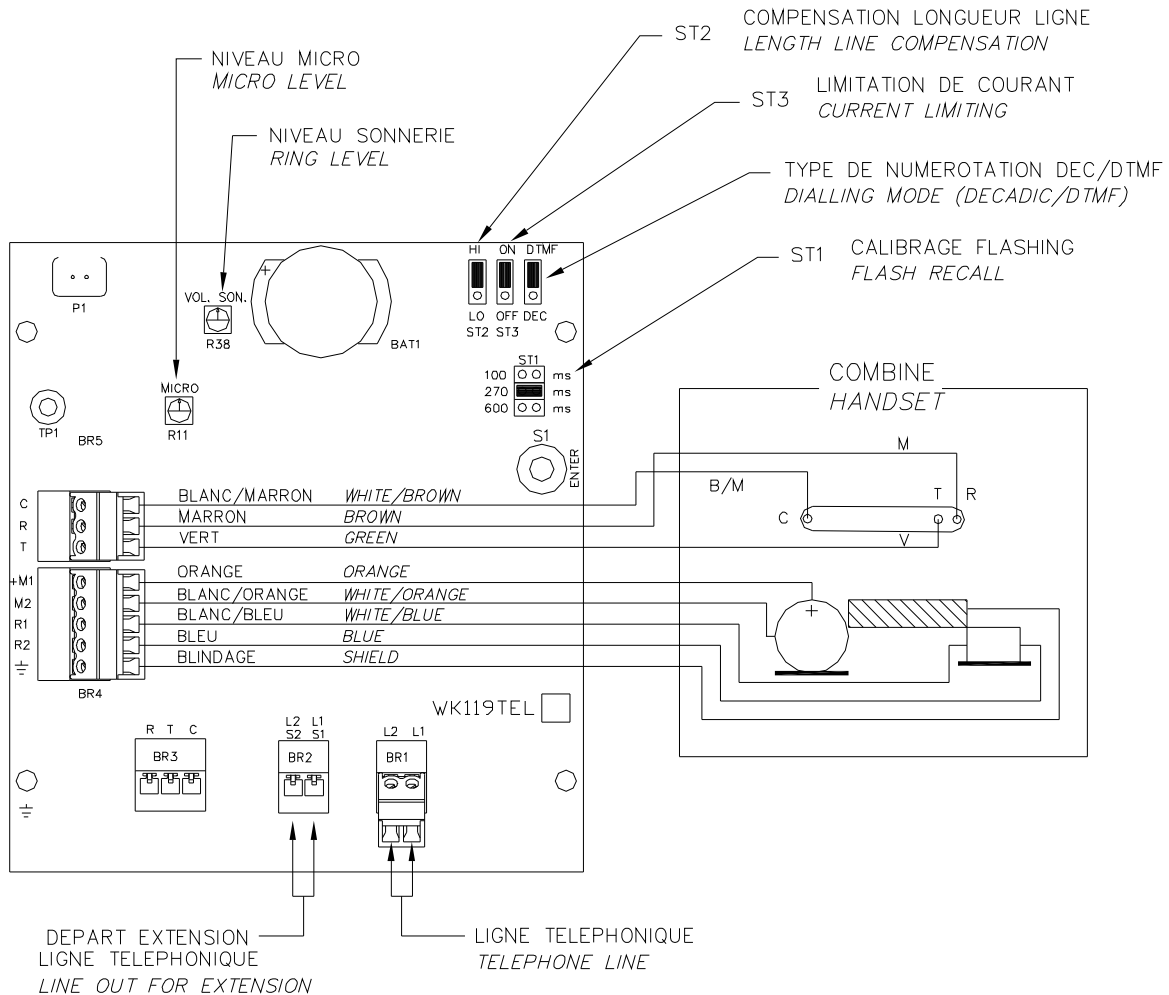 ST2
COMPENSATION LONGUEUR LIGNE
LENGTH LINE COMPENSATION
NIVEAU MICRO
MICRO LEVEL
ST3
LIMITATION DE COURANT
CURRENT LIMITING
NIVEAU SONNERIE
RING LEVEL
TYPE DE NUMEROTATION DEC/DTMF
DIALLING MODE (DECADIC/DTMF)
ST1
CALIBRAGE FLASHING
FLASH RECALL
HI ON DTMF
P1
+
VOL. SON.
R38
BAT1
LO OFF DEC
ST2 ST3
ST1
100 ms
270 ms
600 ms
MICRO
R11
TP1
BR5
S1
ENTER
COMBINE
HANDSET
M
B/M
T R
C
V
C BLANC/MARRON WHITE/BROWN
R MARRON BROWN
T VERT GREEN
+M1 ORANGE ORANGE
M2 BLANC/ORANGE WHITE/ORANGE
R1 BLANC/BLEU WHITE/BLUE
R2 BLEU BLUE
BLINDAGE SHIELD
+
BR4
WK119TEL
R T C
BR3
L2 L1
S2 S1
BR2
L2 L1
BR1
DEPART EXTENSION
LIGNE TELEPHONIQUE
LINE OUT FOR EXTENSION
LIGNE TELEPHONIQUE
TELEPHONE LINE